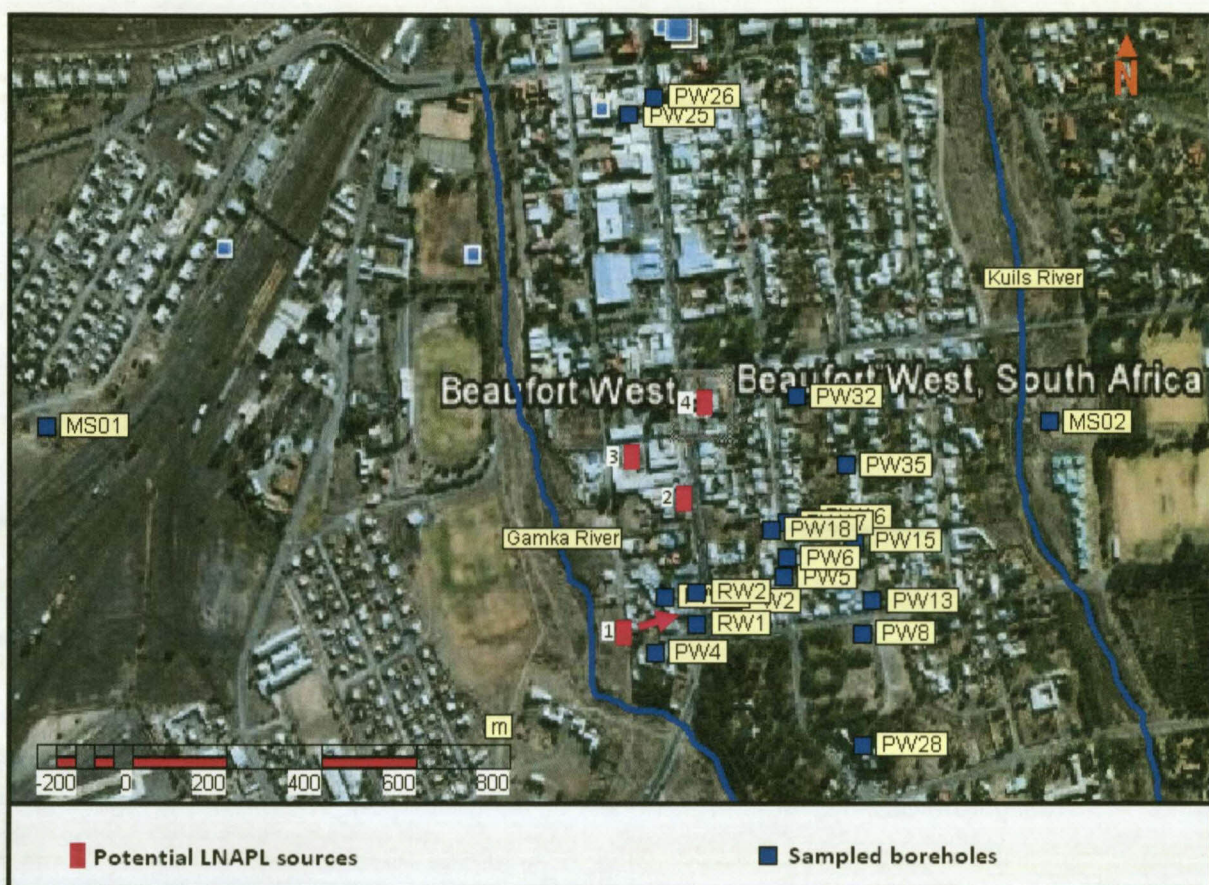 N
PW26
PW25
Kuils River
Beaufort West
Beaufort West, South Africa
4
PW32
MS01
MS02
3
PW35
2
PW18
PW15
Gamka River
PW6
PW5
RW2
PW13
1
RW1
PW8
PW4
m
PW28
-200 0 200 400 600 800
Potential LNAPL sources
Sampled boreholes